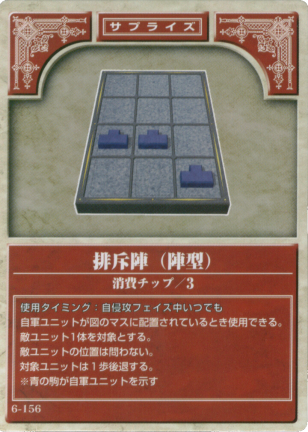 サプライズ
排斥陣（陣型）
消費チップ／3
使用タイミング：自侵攻フェイス中いつでも
自軍ユニットが図のマスに配置されているとき使用できる。
敵ユニット1体を対象とする。
敵ユニットの位置は問わない。
対象ユニットは1歩後退する。
※青の駒が自軍ユニットを示す
6-156